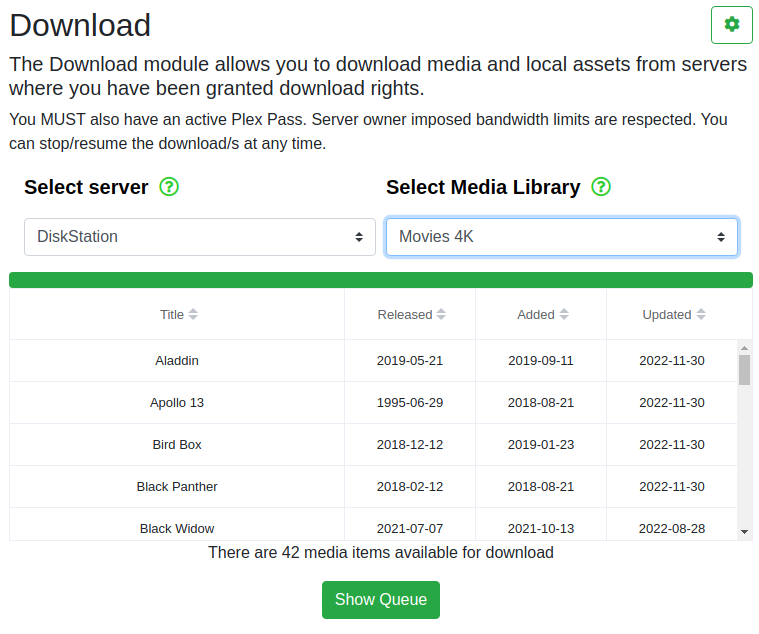 Download
The Download module allows you to download media and local assets from servers
where you have been granted download rights.
You MUST also have an active Plex Pass. Server owner imposed bandwidth limits are respected. You
can stop/resume the download/s at any time.
Select server ? Select Media Library ?
DiskStation Movies 4K
Title Released Added Updated
Aladdin 2019-05-21 2019-09-11 2022-11-30
Apollo 13 1995-06-29 2018-08-21 2022-11-30
Bird Box 2018-12-12 2019-01-23 2022-11-30
Black Panther 2018-02-12 2018-08-21 2022-11-30
Black Widow 2021-07-07 2021-10-13 2022-08-28
There are 42 media items available for download
Show Queue